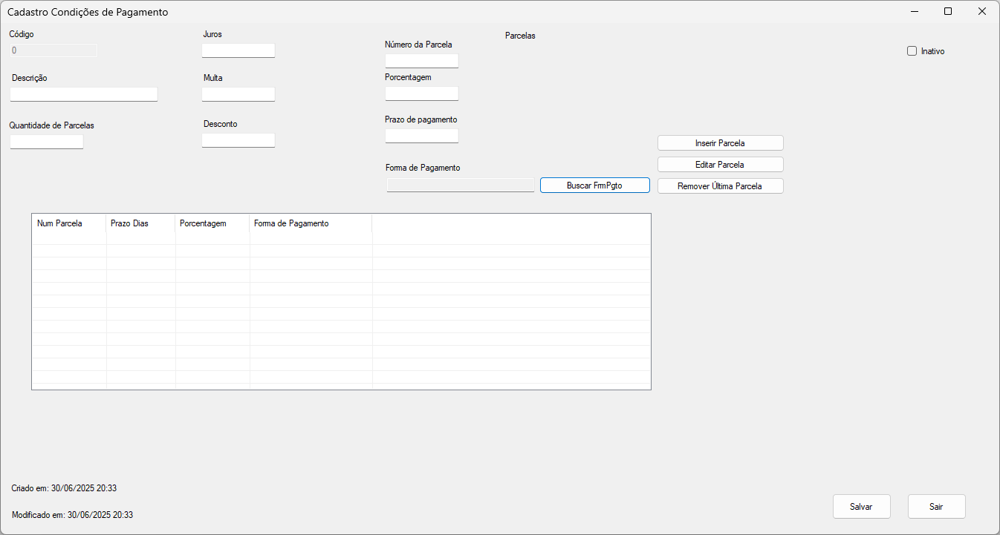 Cadastro Condições de Pagamento
Código
0
Juros
Número da Parcela
Parcelas
Inativo
Descrição
Multa
Porcentagem
Quantidade de Parcelas
Desconto
Prazo de pagamento
Inserir Parcela
Editar Parcela
Forma de Pagamento
Buscar FrmPgto
Remover Última Parcela
Num Parcela Prazo Dias Porcentagem Forma de Pagamento
Criado em: 30/06/2025 20:33
Modificado em: 30/06/2025 20:33
Salvar
Sair